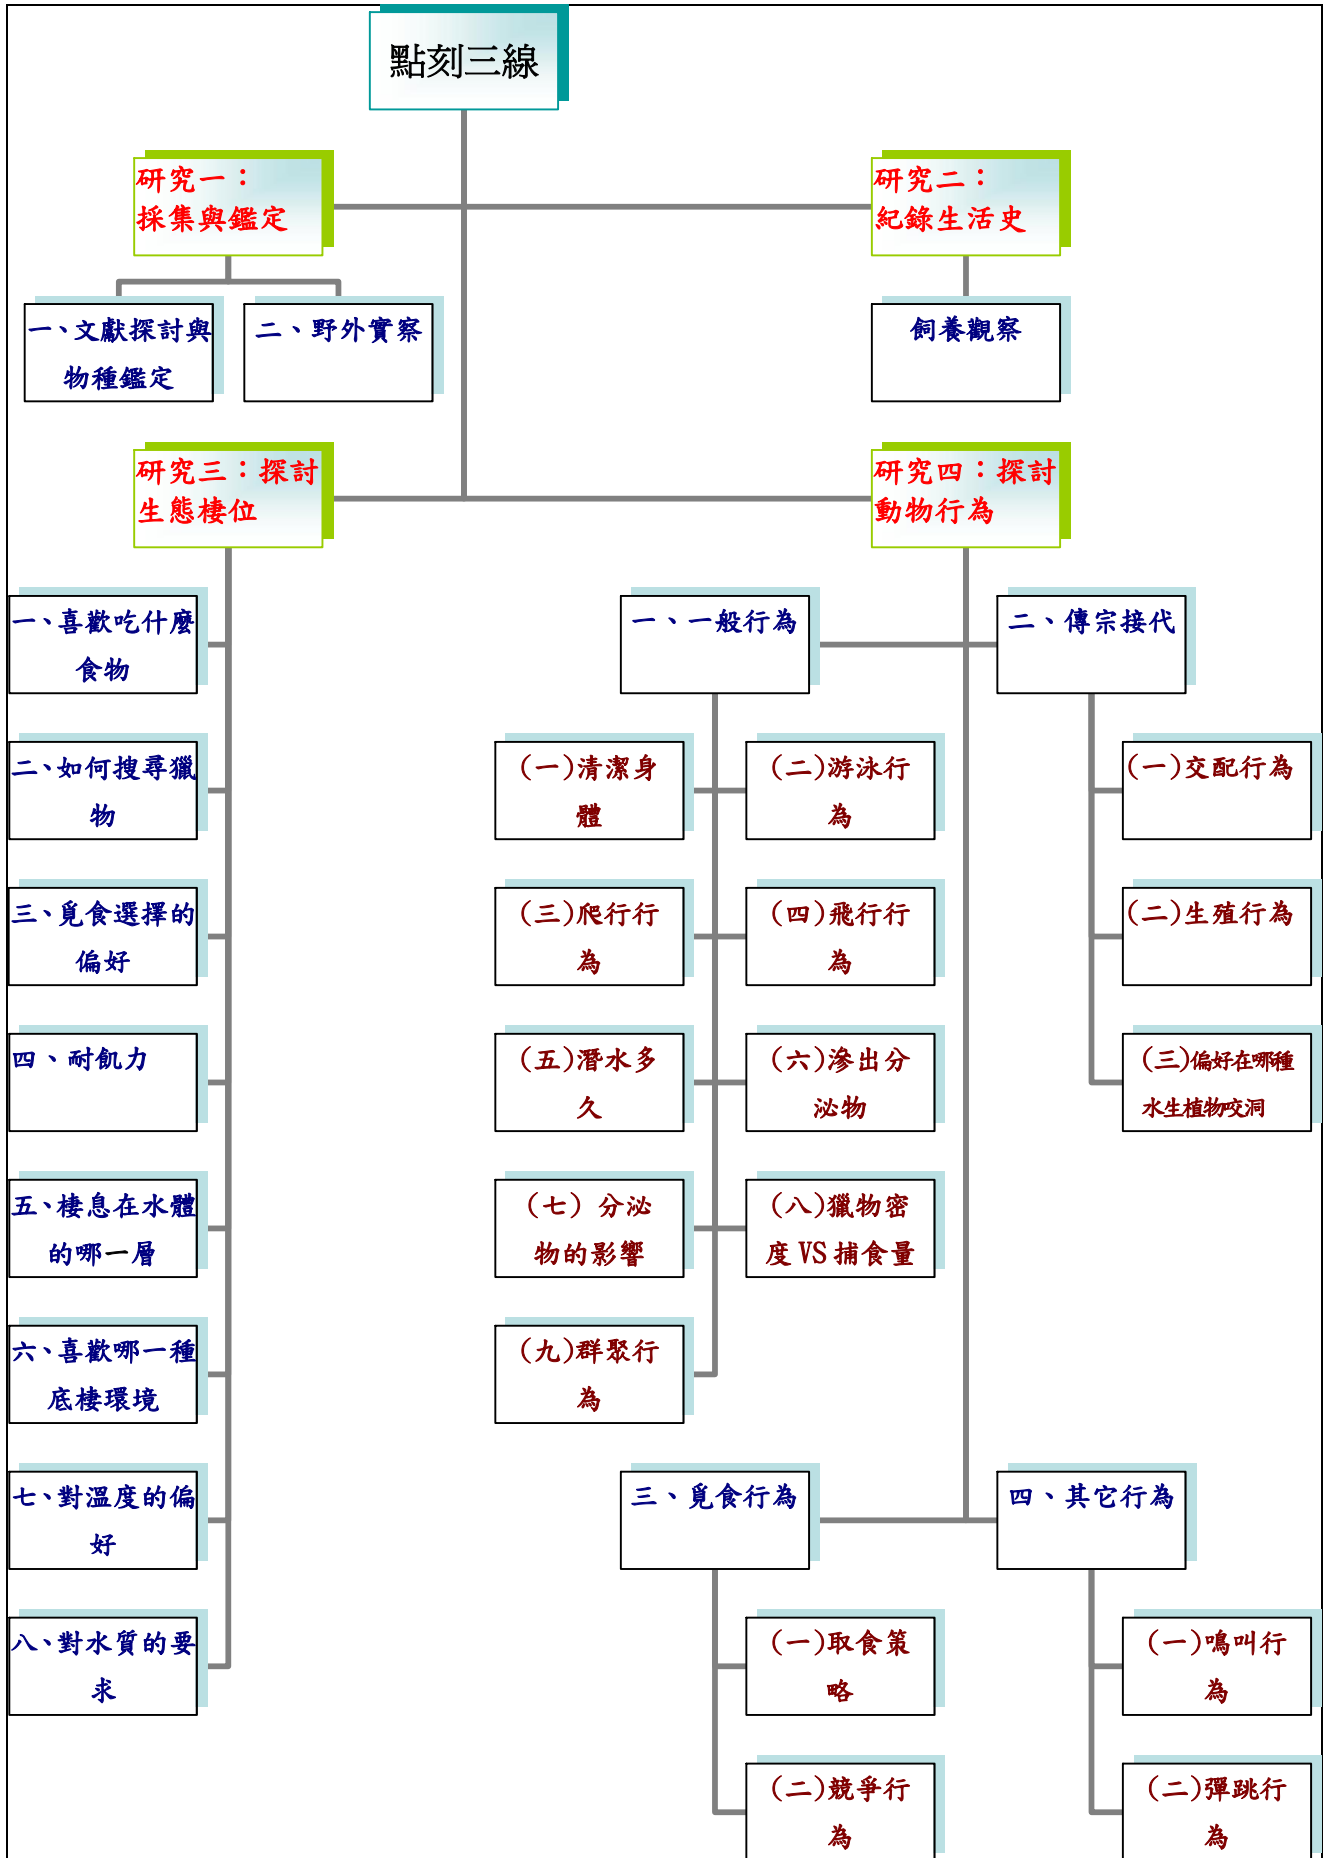 點刻三線
研究一：
採集與鑑定
研究二：
紀錄生活史
一、文獻探討與
物種鑑定
二、野外實察
飼養觀察
研究三：探討
生態棲位
研究四：探討
動物行為
一、喜歡吃什麼
食物
二、如何搜尋獵
物
三、覓食選擇的
偏好
四、耐飢力
五、棲息在水體
的哪一層
六、喜歡哪一種
底棲環境
七、對溫度的偏
好
八、對水質的要
求
一、一般行為
(一)清潔身
體
(二)游泳行
為
(三)爬行行
為
(四)飛行行
為
(五)潛水多
久
(六)滲出分
泌物
(七) 分泌
物的影響
(八)獵物密
度 VS 捕食量
(九)群聚行
為
二、傳宗接代
(一)交配行為
(二)生殖行為
(三)偏好在哪種
水生植物咬洞
三、覓食行為
(一)取食策
略
(二)競爭行
為
四、其它行為
(一)鳴叫行
為
(二)彈跳行
為